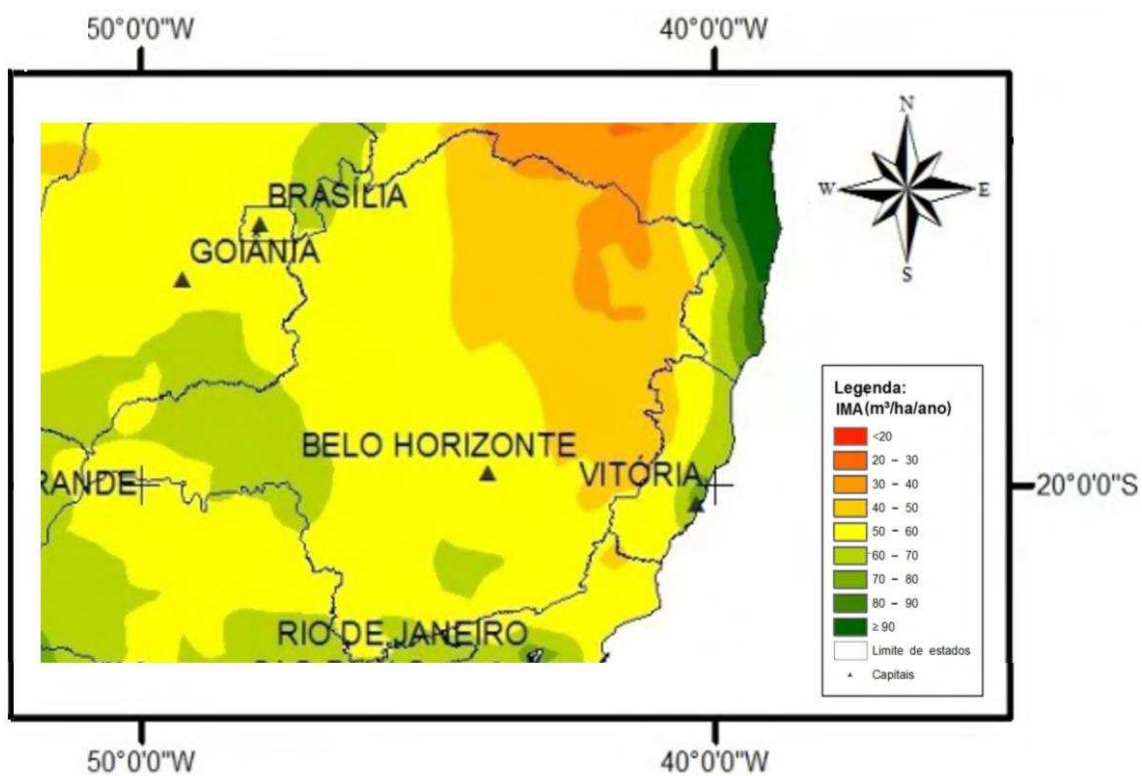 50°0'0"W
40°0'0"W
N
W
E
S
BRASÍLIA
GOIÂNIA
BELO HORIZONTE
VITÓRIA
RANDE
20°0'0"S
RIO DE JANEIRO
Legenda:
IMA (m³/ha/ano)
<20
20 – 30
30 – 40
40 – 50
50 – 60
60 – 70
70 – 80
80 – 90
≥ 90
Limite de estados
Capitais
50°0'0"W
40°0'0"W